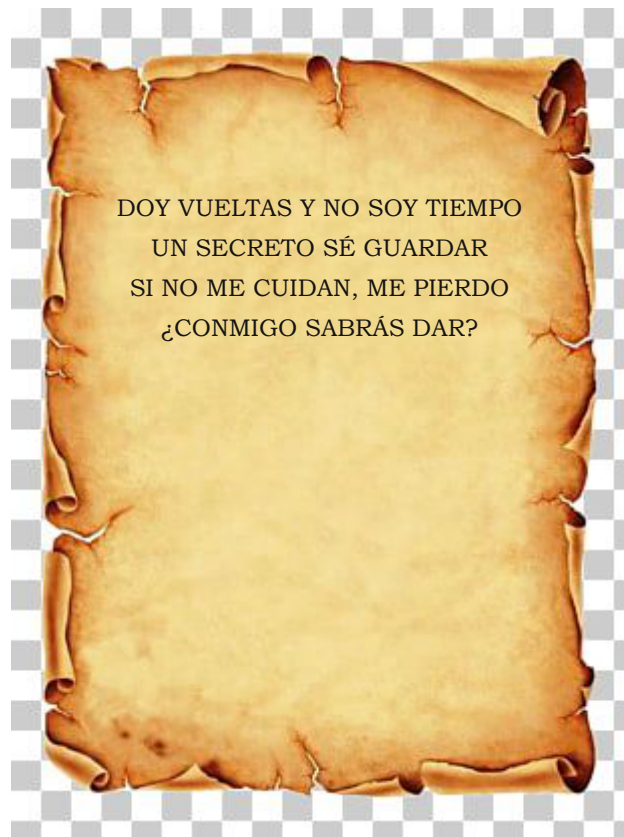 DOY VUELTAS Y NO SOY TIEMPO
UN SECRETO SÉ GUARDAR
SI NO ME CUIDAN, ME PIERDO
¿CONMIGO SABRÁS DAR?